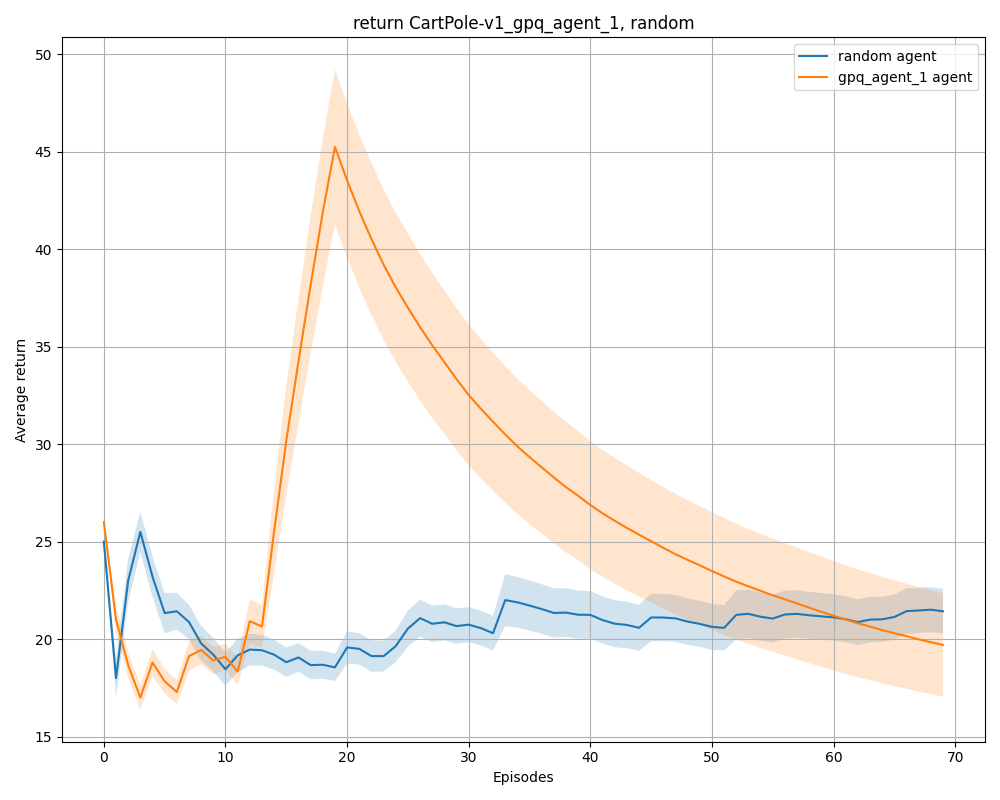 return CartPole-v1_gpq_agent_1, random
random agent
gpq_agent_1 agent
Average return
50
45
40
35
30
25
20
15
0 10 20 30 40 50 60 70
Episodes